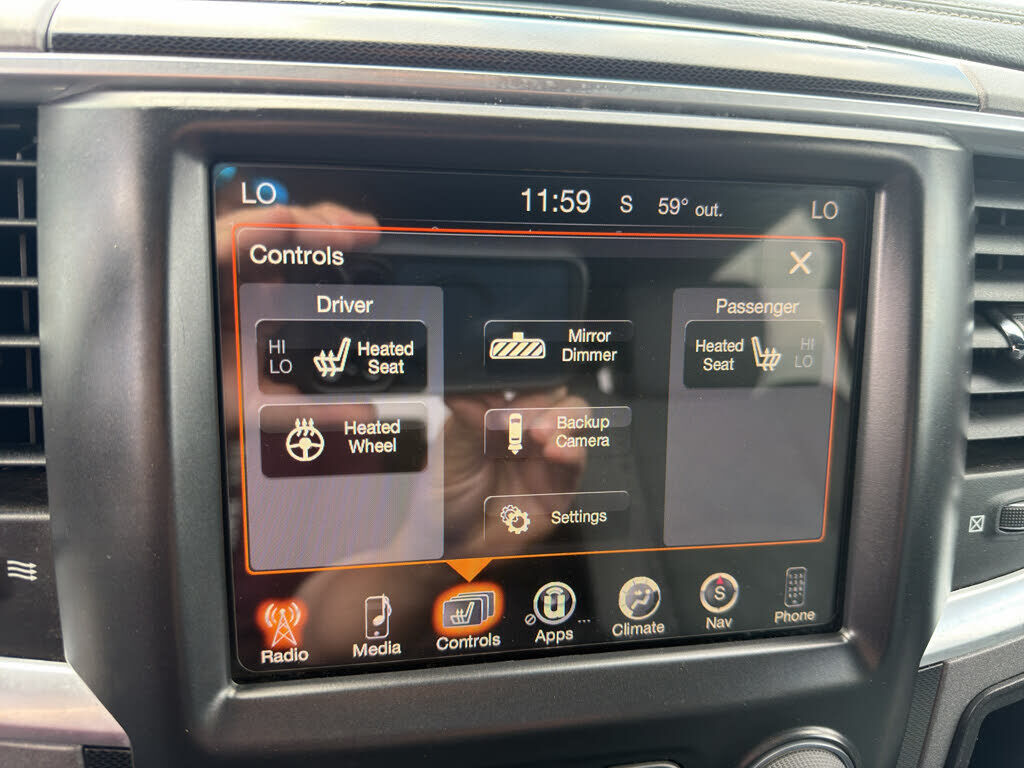 LO
11:59 S 59° out.
LO
Controls
X
Driver
HI
LO
Heated
Seat
Heated
Wheel
Mirror
Dimmer
Backup
Camera
Settings
Passenger
Heated
Seat
HI
LO
Radio
Media
Controls
Apps
Climate
S
Nav
Phone